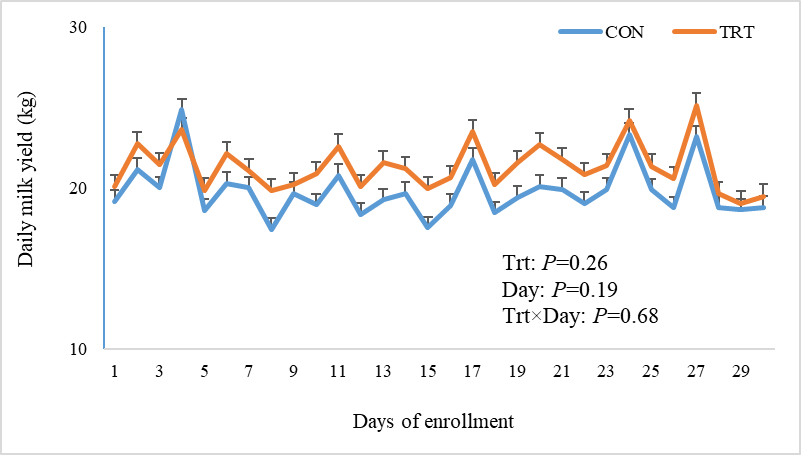 30
CON TRT
20
10
Daily milk yield (kg)
Trt: P=0.26
Day: P=0.19
Trt×Day: P=0.68
1 3 5 7 9 11 13 15 17 19 21 23 25 27 29
Days of enrollment